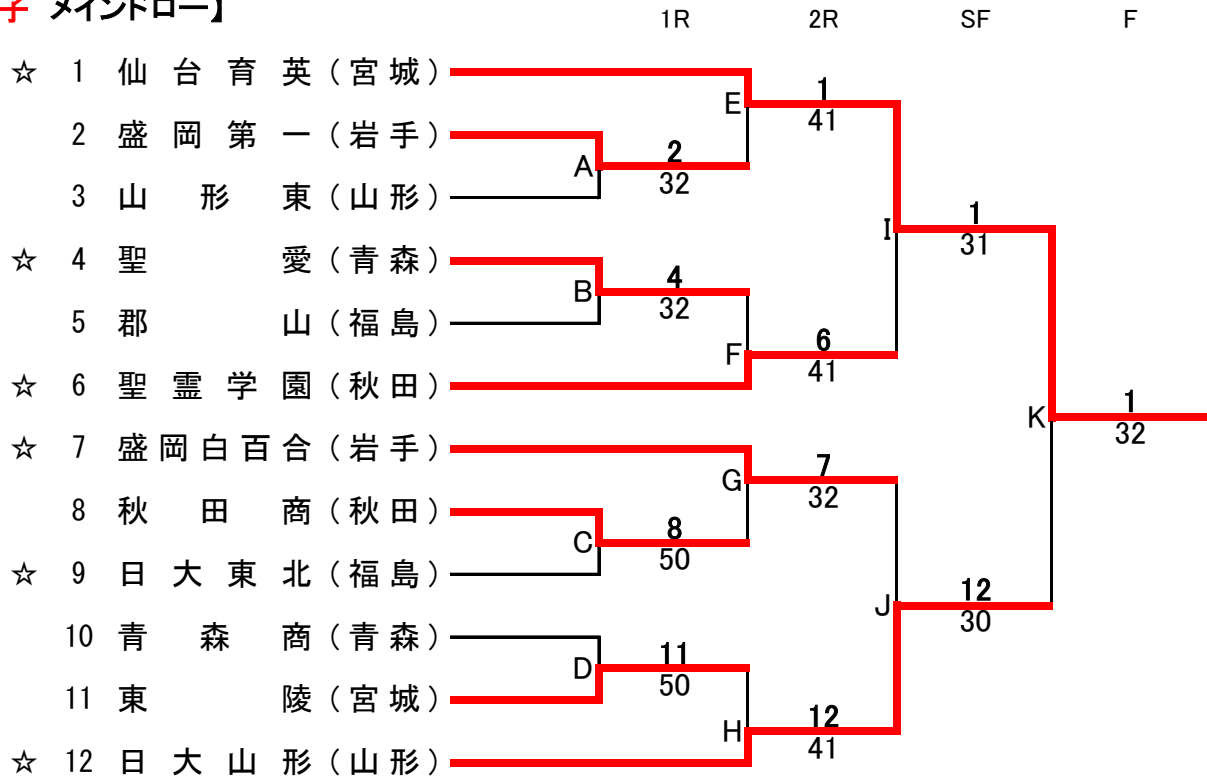 子 メインドロー】
1R 2R SF F
☆ 1 仙台育英(宮城)
E 1
41
2 盛岡第一(岩手)
A 2
32
3 山形東(山形)
I 1
31
☆ 4 聖愛(青森)
B 4
32
5 郡山(福島)
F 6
41
☆ 6 聖霊学園(秋田)
K 1
32
☆ 7 盛岡白百合(岩手)
G 7
32
8 秋田商(秋田)
C 8
50
☆ 9 日大東北(福島)
J 12
30
10 青森商(青森)
D 11
50
11 東陵(宮城)
H 12
41
☆ 12 日大山形(山形)